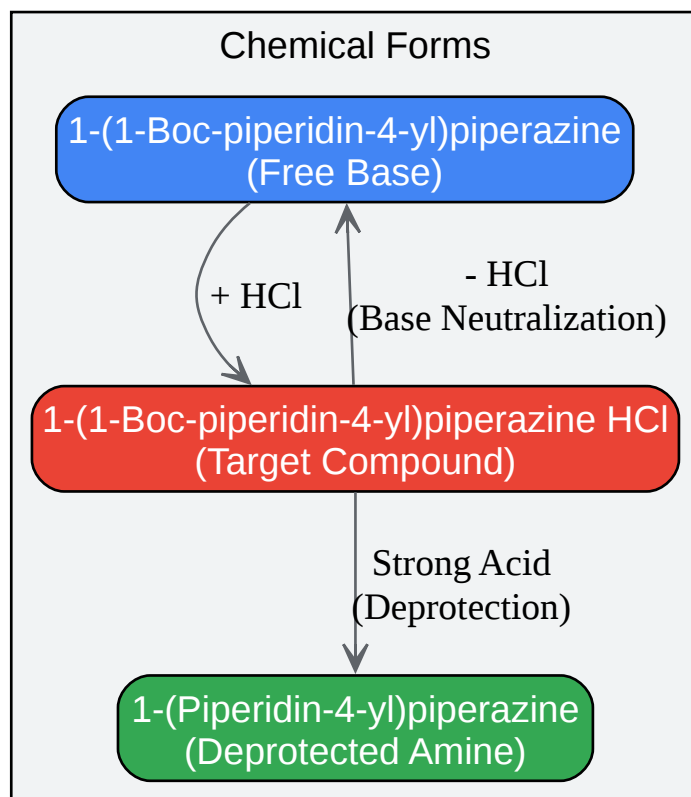 Chemical Forms
1-(1-Boc-piperidin-4-yl)piperazine
(Free Base)
+ HCl
- HCl
(Base Neutralization)
1-(1-Boc-piperidin-4-yl)piperazine HCl
(Target Compound)
Strong Acid
(Deprotection)
1-(Piperidin-4-yl)piperazine
(Deprotected Amine)